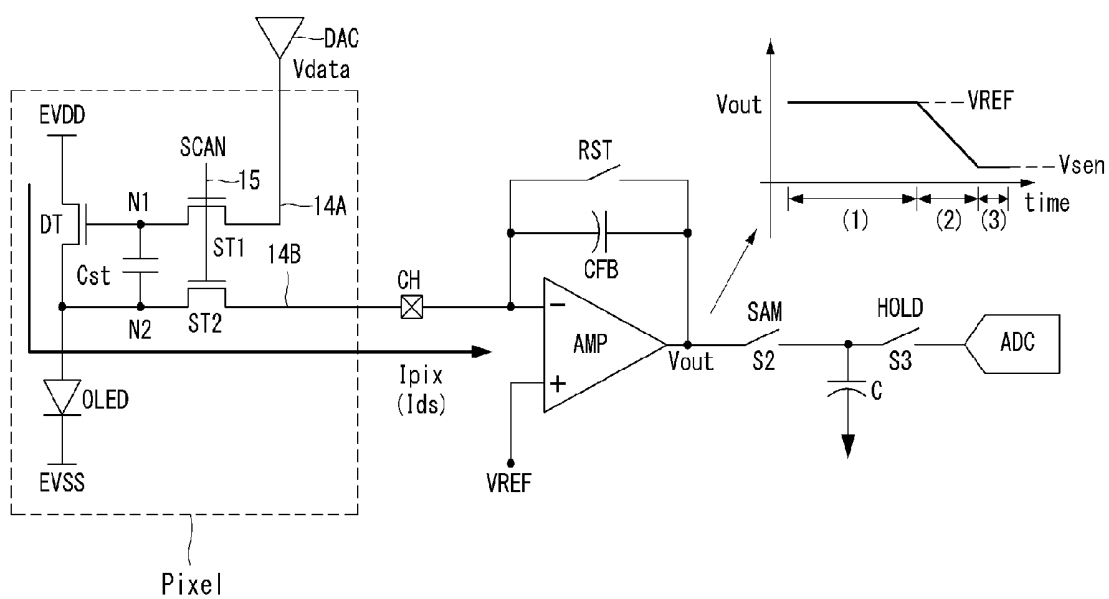 DAC
Vdata
EVDD
SCAN
15
N1
14A
DT
ST1
Cst
14B
N2
ST2
OLED
EVSS
Pixel
CH
Ipix
(Ids)
RST
CFB
−
AMP
+
VREF
Vout
SAM
S2
HOLD
S3
C
ADC
Vout
VREF
Vsen
time
(1)
(2)
(3)